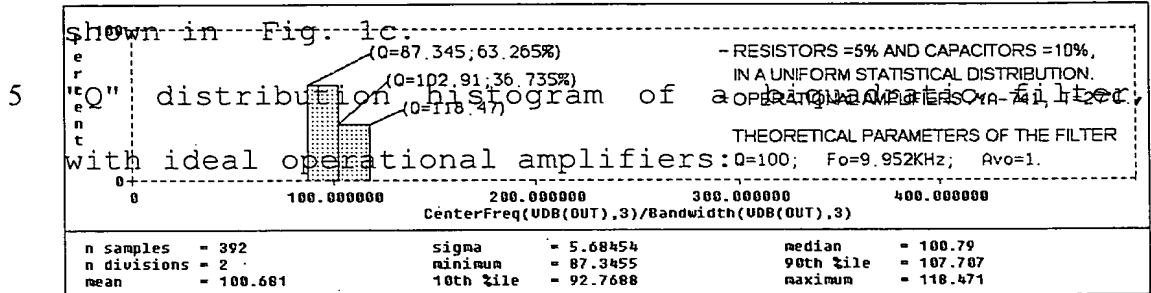 shown in Fig. 1c.
100
Percent
(Q=87.345;63.265%)
(Q=102.91;36.735%)
(Q=118.47)
- RESISTORS =5% AND CAPACITORS =10%,
IN A UNIFORM STATISTICAL DISTRIBUTION.
OPERATIONAL AMPLIFIERS
5 "Q" distribution histogram of a biquadratic filter,
THEORETICAL PARAMETERS OF THE FILTER
with ideal operational amplifiers:
Q=100; Fo=9.952KHz; Avo=1.
0
0 100.000000 200.000000 300.000000 400.000000
CenterFreq(VDB(OUT),3)/Bandwidth(VDB(OUT),3)
n samples = 392 sigma = 5.68454 median = 100.79
n divisions = 2 minimum = 87.3455 90th %ile = 107.707
mean = 100.681 10th %ile = 92.7688 maximum = 118.471